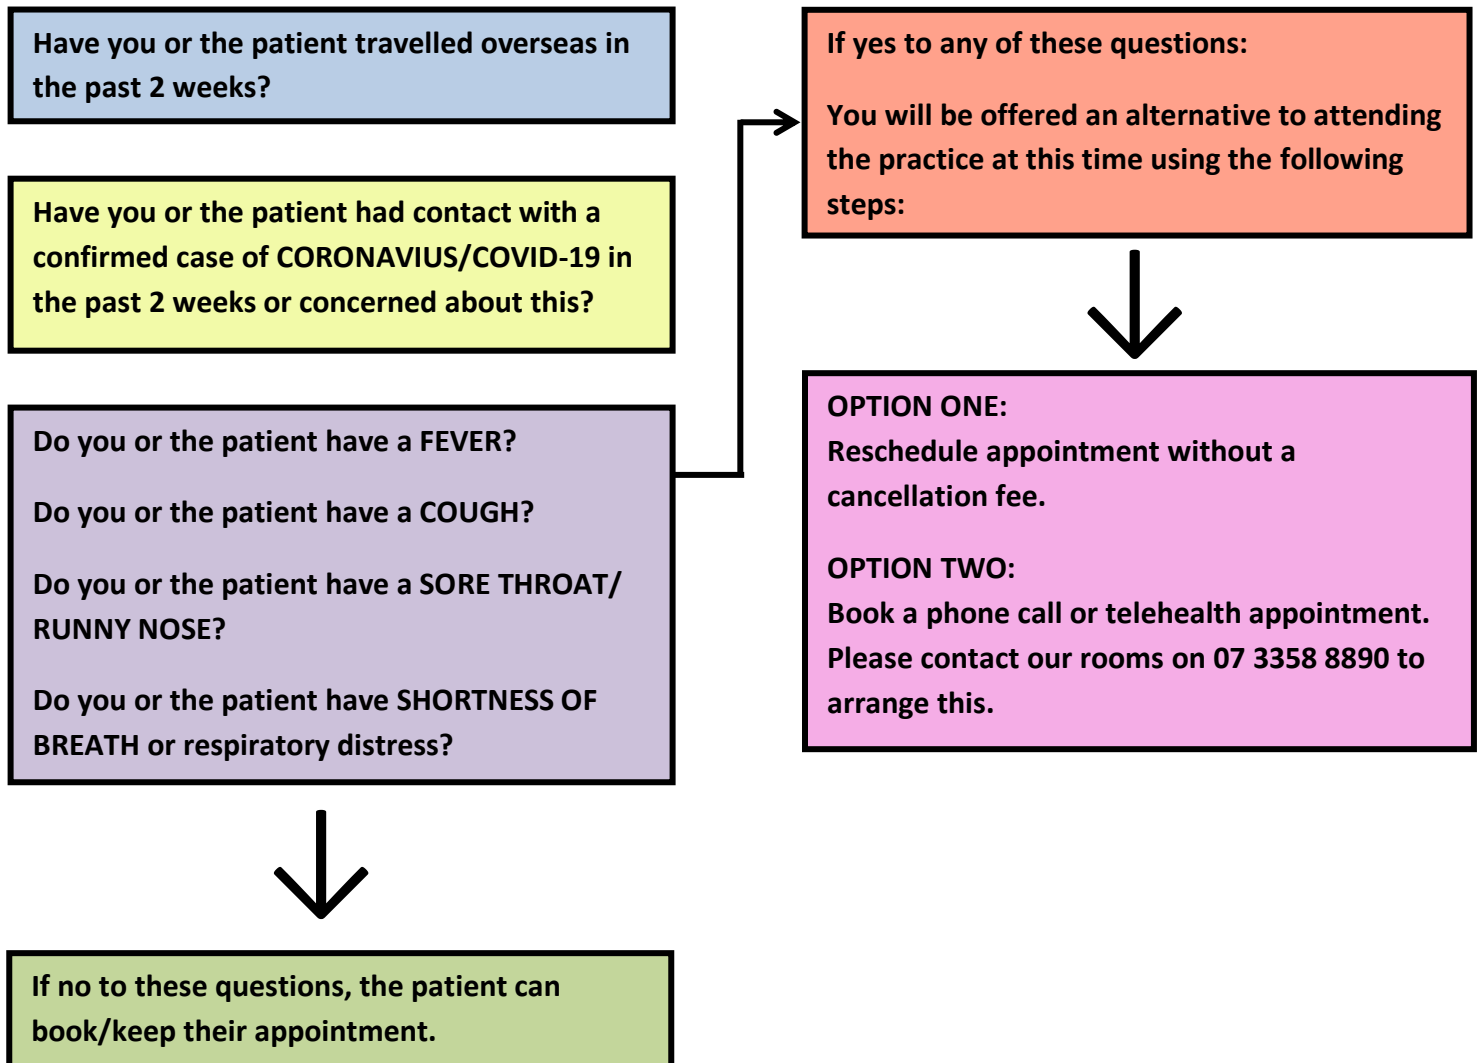 Have you or the patient travelled overseas in
the past 2 weeks?
Have you or the patient had contact with a
confirmed case of CORONAVIUS/COVID-19 in
the past 2 weeks or concerned about this?
Do you or the patient have a FEVER?
Do you or the patient have a COUGH?
Do you or the patient have a SORE THROAT/
RUNNY NOSE?
Do you or the patient have SHORTNESS OF
BREATH or respiratory distress?
If no to these questions, the patient can
book/keep their appointment.
If yes to any of these questions:
You will be offered an alternative to attending
the practice at this time using the following
steps:
OPTION ONE:
Reschedule appointment without a
cancellation fee.
OPTION TWO:
Book a phone call or telehealth appointment.
Please contact our rooms on 07 3358 8890 to
arrange this.